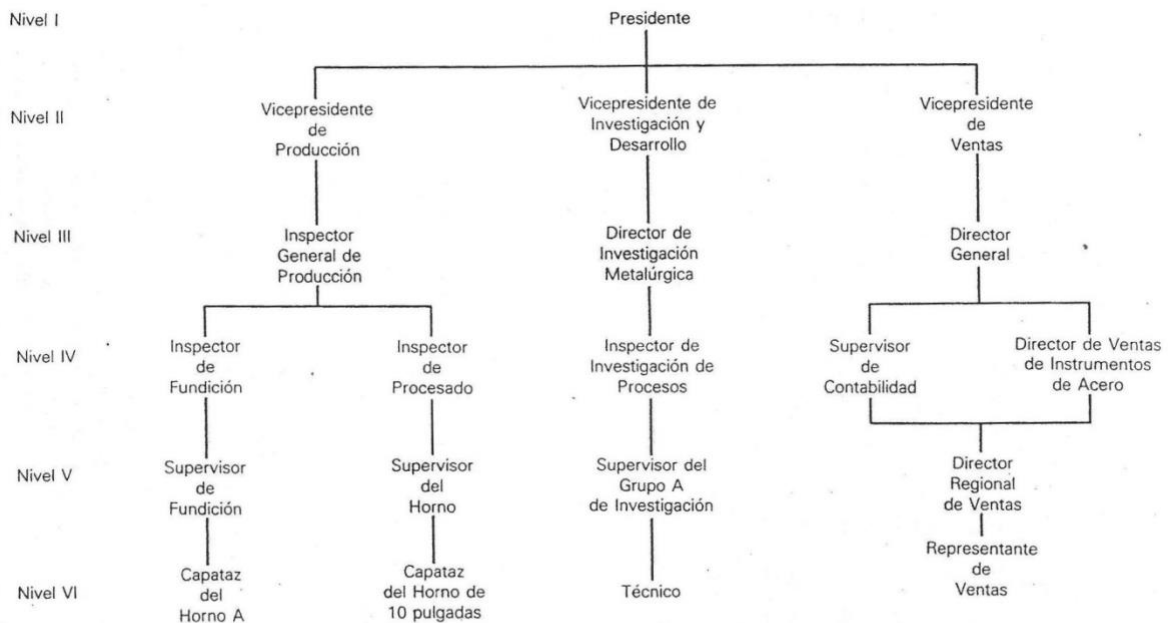 Nivel I
Presidente
Nivel II
Vicepresidente
de
Producción
Vicepresidente de
Investigación y
Desarrollo
Vicepresidente
de
Ventas
Nivel III
Inspector
General de
Producción
Director de
Investigación
Metalúrgica
Director
General
Nivel IV
Inspector
de
Fundición
Inspector
de
Procesado
Inspector de
Investigación de
Procesos
Supervisor
de
Contabilidad
Director de Ventas
de Instrumentos
de Acero
Nivel V
Supervisor
de
Fundición
Supervisor
del
Horno
Supervisor del
Grupo A
de Investigación
Director
Regional
de Ventas
Nivel VI
Capataz
del
Horno A
Capataz
del Horno de
10 pulgadas
Técnico
Representante
de
Ventas